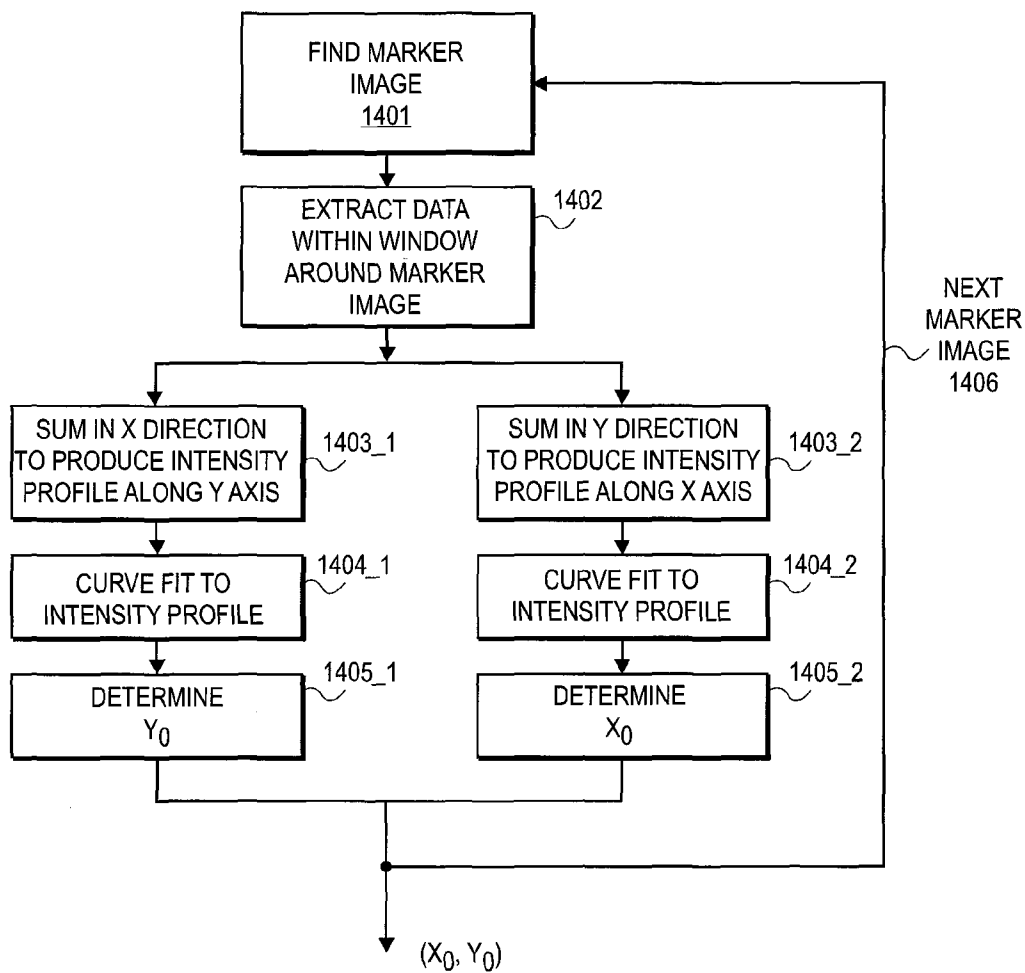 FIND MARKER
IMAGE
1401
EXTRACT DATA
WITHIN WINDOW
AROUND MARKER
IMAGE
1402
NEXT
MARKER
IMAGE
1406
SUM IN X DIRECTION
TO PRODUCE INTENSITY
PROFILE ALONG Y AXIS
1403_1
SUM IN Y DIRECTION
TO PRODUCE INTENSITY
PROFILE ALONG X AXIS
1403_2
CURVE FIT TO
INTENSITY PROFILE
1404_1
CURVE FIT TO
INTENSITY PROFILE
1404_2
DETERMINE
Y0
1405_1
DETERMINE
X0
1405_2
(X0, Y0)